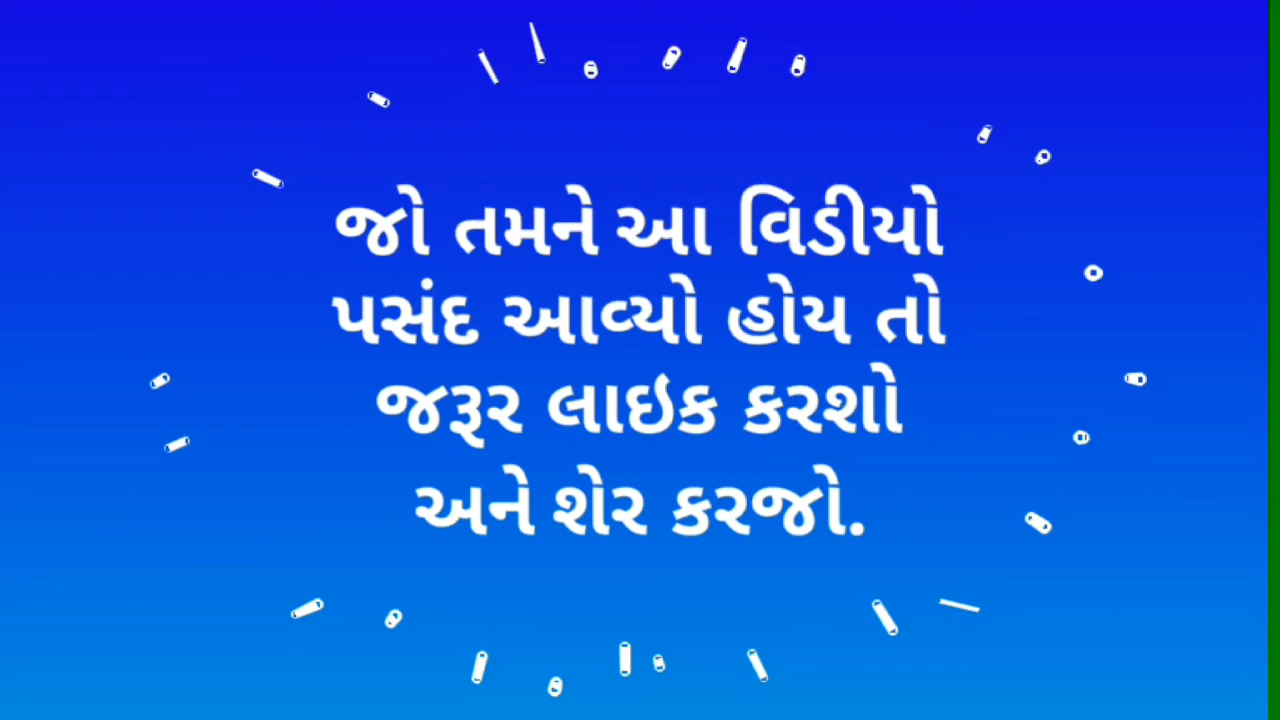 જો તમને આ વિડીયો
પસંદ આવ્યો હોય તો
જરૂર લાઇક કરશો
અને શેર કરજો.